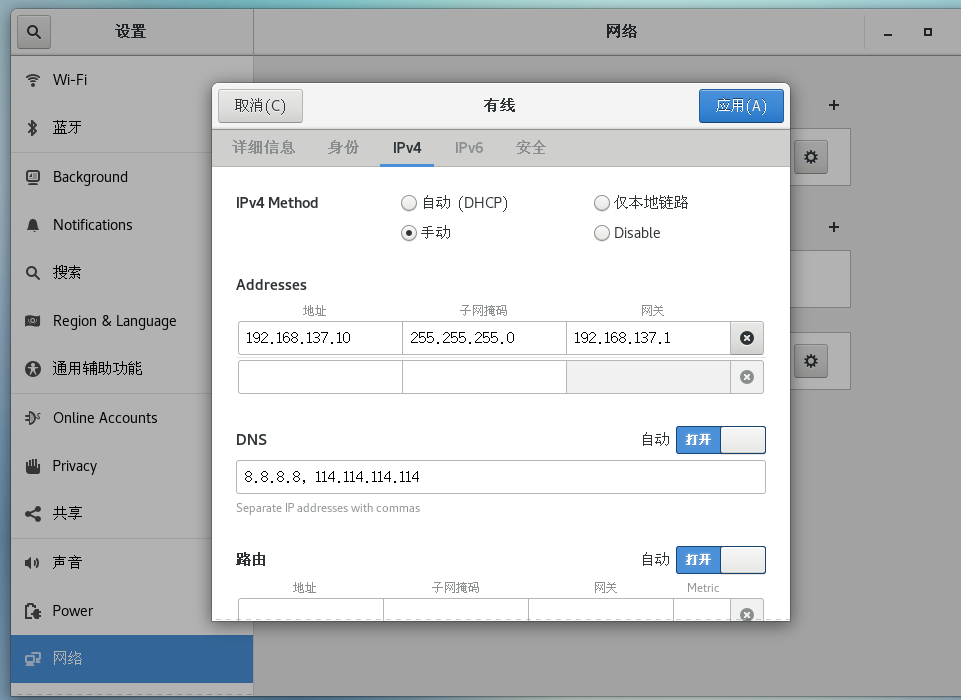 设置
网络
Wi-Fi
蓝牙
Background
Notifications
搜索
Region & Language
通用辅助功能
Online Accounts
Privacy
共享
声音
Power
网络
取消(C)
有线
应用(A)
详细信息 身份 IPv4 IPv6 安全
IPv4 Method
自动 (DHCP)
仅本地链路
手动
Disable
Addresses
地址 子网掩码 网关
192.168.137.10 255.255.255.0 192.168.137.1
DNS
自动 打开
8.8.8.8, 114.114.114.114
Separate IP addresses with commas
路由
自动 打开
地址 子网掩码 网关 Metric